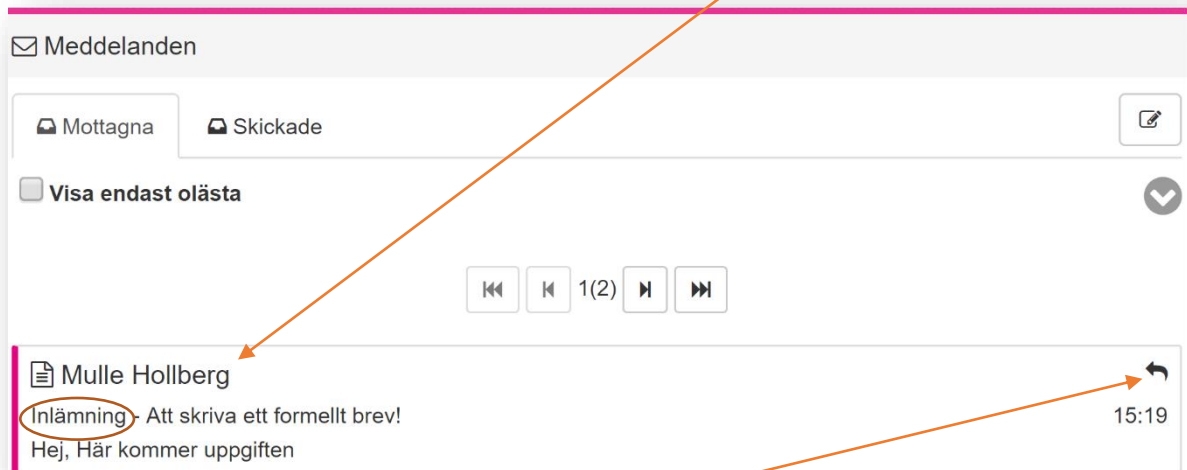 Meddelanden
Mottagna Skickade
Visa endast olästa
1(2)
Mulle Hollberg
Inlämning - Att skriva ett formellt brev! 15:19
Hej, Här kommer uppgiften